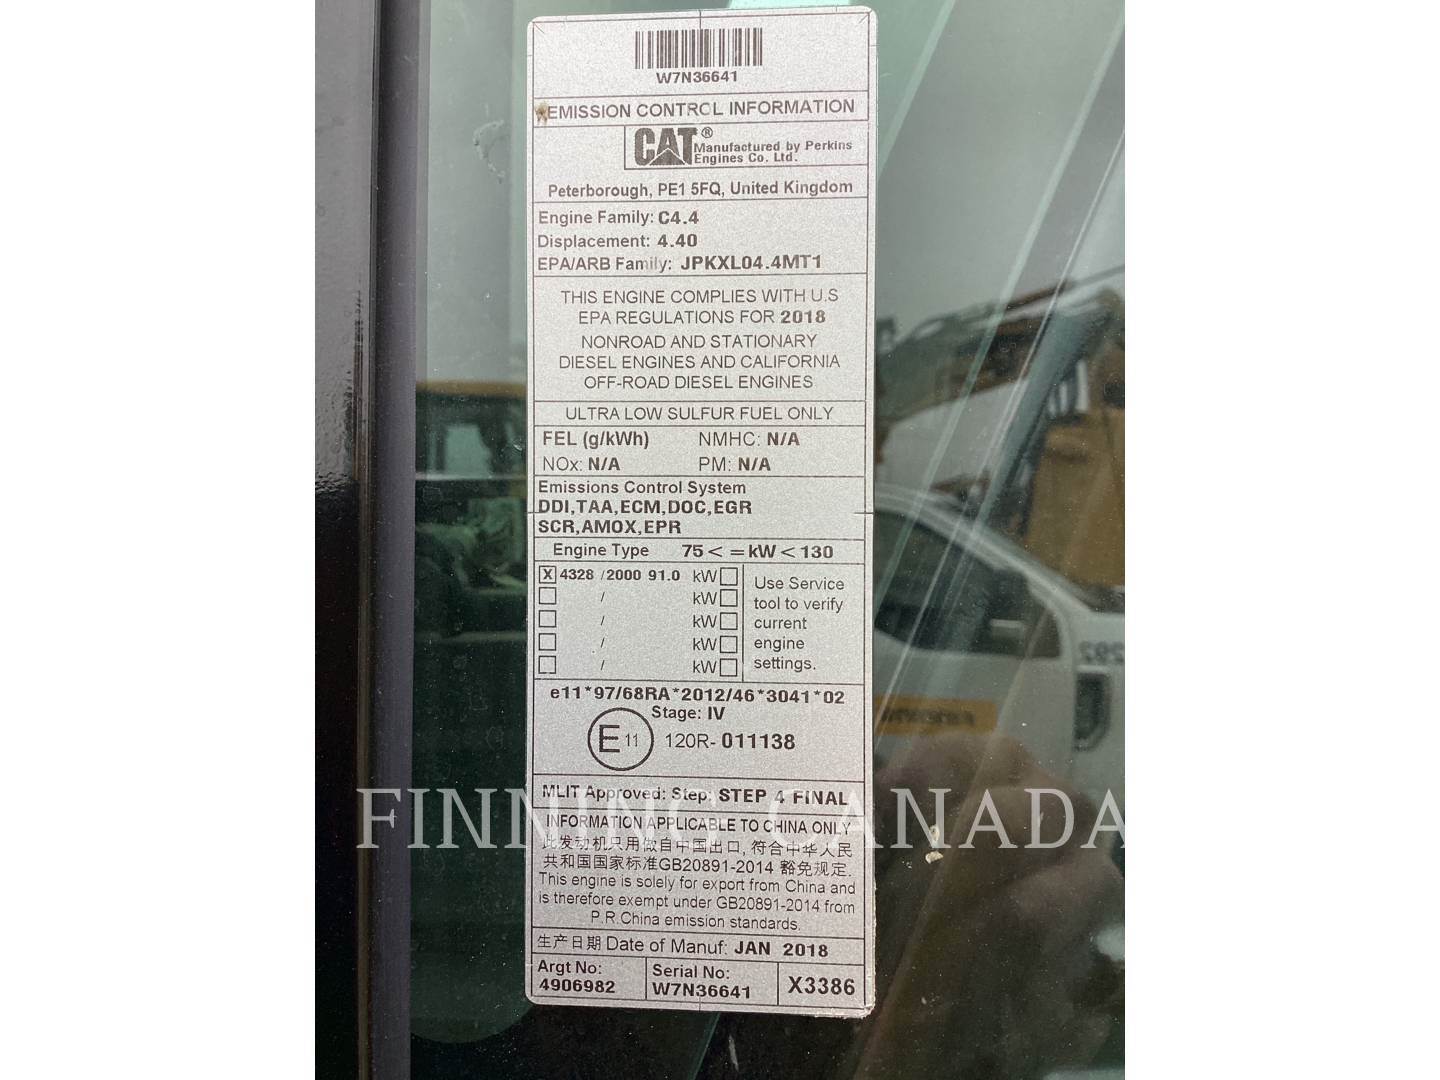 W7N36641
EMISSION CONTROL INFORMATION
CAT® Manufactured by Perkins
Engines Co. Ltd.
Peterborough, PE1 5FQ, United Kingdom
Engine Family: C4.4
Displacement: 4.40
EPA/ARB Family: JPKXL04.4MT1
THIS ENGINE COMPLIES WITH U.S
EPA REGULATIONS FOR 2018
NONROAD AND STATIONARY
DIESEL ENGINES AND CALIFORNIA
OFF-ROAD DIESEL ENGINES
ULTRA LOW SULFUR FUEL ONLY
FEL (g/kWh) NMHC: N/A
NOx: N/A PM: N/A
Emissions Control System
DDI,TAA,ECM,DOC,EGR
SCR,AMOX,EPR
Engine Type 75 < = kW < 130
X 4328 / 2000 91.0 kW
/ kW
/ kW
/ kW
/ kW
Use Service
tool to verify
current
engine
settings.
e11*97/68RA*2012/46*3041*02
Stage: IV
E 11 120R- 011138
MLIT Approved: Step: STEP 4 FINAL
INFORMATION APPLICABLE TO CHINA ONLY
此发动机只用做自中国出口, 符合中华人民
共和国国家标准GB20891-2014 豁免规定.
This engine is solely for export from China and
is therefore exempt under GB20891-2014 from
P.R.China emission standards.
生产日期 Date of Manuf: JAN 2018
Argt No:
4906982
Serial No:
W7N36641
X3386
FINNING CANADA